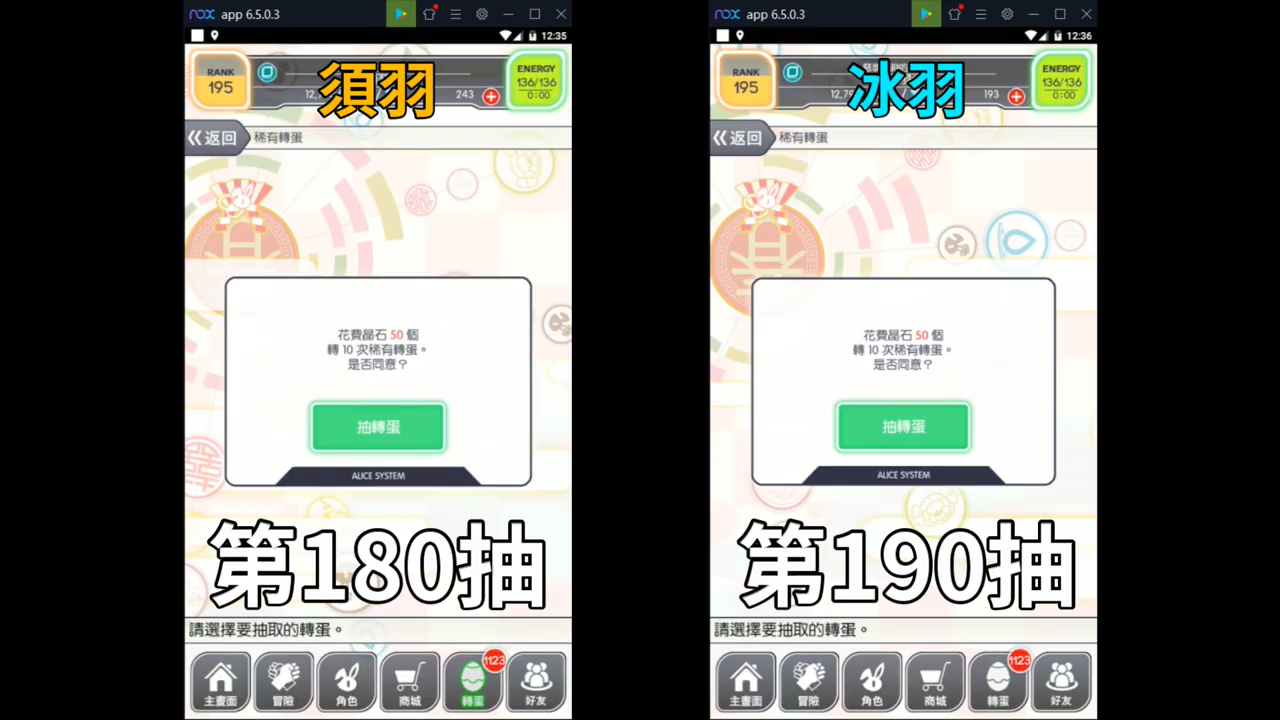 nox app 6.5.0.3
12:35
RANK
195
須羽
12,
243
ENERGY
136/136
0:00
返回
稀有轉蛋
花費晶石 50 個
轉 10 次稀有轉蛋。
是否同意？
抽轉蛋
ALICE SYSTEM
第180抽
請選擇要抽取的轉蛋。
1123
主畫面
冒險
角色
商城
轉蛋
好友
nox app 6.5.0.3
12:36
RANK
195
冰羽
12,79
193
ENERGY
136/136
0:00
返回
稀有轉蛋
花費晶石 50 個
轉 10 次稀有轉蛋。
是否同意？
抽轉蛋
ALICE SYSTEM
第190抽
請選擇要抽取的轉蛋。
1123
主畫面
冒險
角色
商城
轉蛋
好友